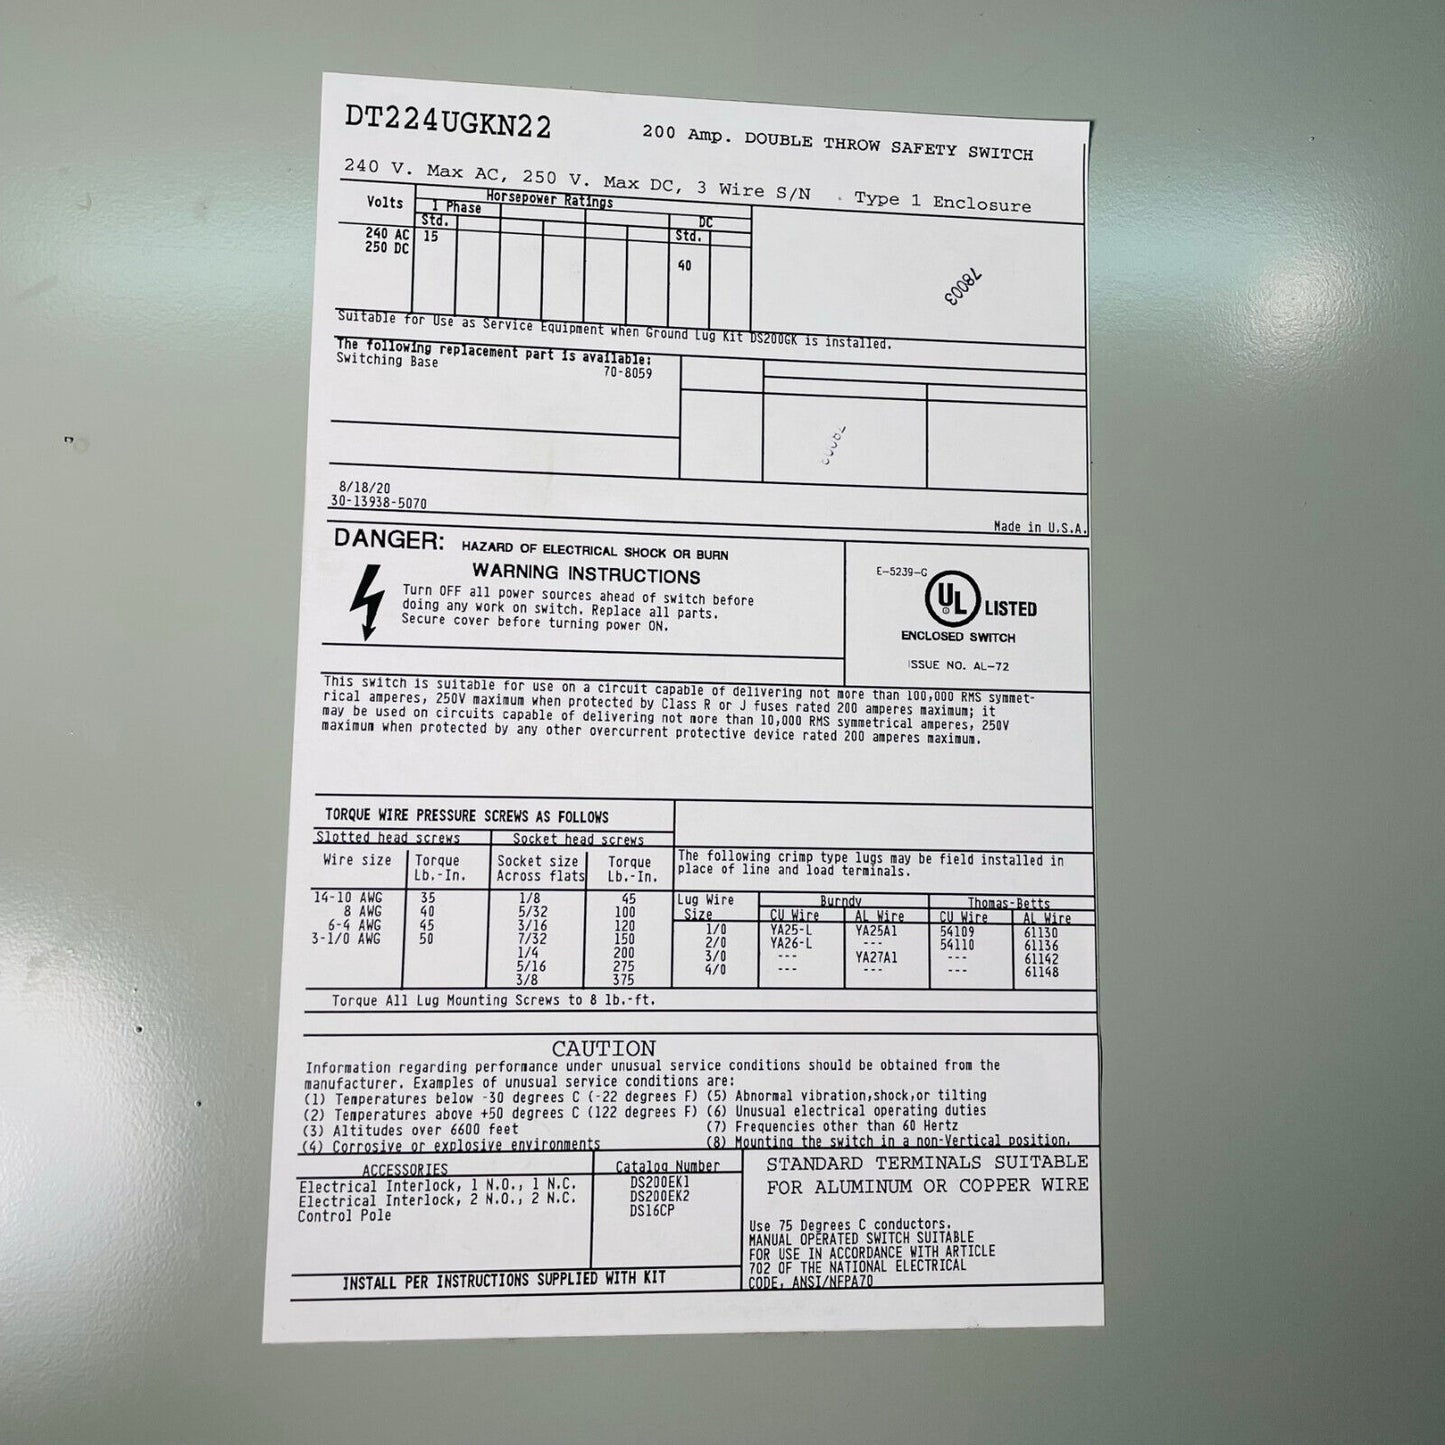 DT224UGKN22
200 Amp. DOUBLE THROW SAFETY SWITCH
240 V. Max AC, 250 V. Max DC, 3 Wire S/N . Type 1 Enclosure
Volts
Horsepower Ratings
1 Phase
DC
Std.
Std.
240 AC
15
250 DC
40
78003
Suitable for Use as Service Equipment when Ground Lug Kit DS200GK is installed.
The following replacement part is available:
Switching Base 70-8059
8/18/20
30-13938-5070
Made in U.S.A.
DANGER: HAZARD OF ELECTRICAL SHOCK OR BURN
WARNING INSTRUCTIONS
Turn OFF all power sources ahead of switch before
doing any work on switch. Replace all parts.
Secure cover before turning power ON.
E-5239-G
UL LISTED
ENCLOSED SWITCH
ISSUE NO. AL-72
This switch is suitable for use on a circuit capable of delivering not more than 100,000 RMS symmet-
rical amperes, 250V maximum when protected by Class R or J fuses rated 200 amperes maximum; it
may be used on circuits capable of delivering not more than 10,000 RMS symmetrical amperes, 250V
maximum when protected by any other overcurrent protective device rated 200 amperes maximum.
TORQUE WIRE PRESSURE SCREWS AS FOLLOWS
Slotted head screws
Socket head screws
Wire size Torque Lb.-In.
14-10 AWG 35
8 AWG 40
6-4 AWG 45
3-1/0 AWG 50
Socket size Across flats Torque Lb.-In.
1/8 45
5/32 100
3/16 120
7/32 150
1/4 200
5/16 275
3/8 375
The following crimp type lugs may be field installed in
place of line and load terminals.
Lug Wire Size
Burndy
Thomas-Betts
CU Wire AL Wire CU Wire AL Wire
1/0 YA25-L YA25A1 54109 61130
2/0 YA26-L --- 54110 61136
3/0 --- YA27A1 --- 61142
4/0 --- --- --- 61148
Torque All Lug Mounting Screws to 8 lb.-ft.
CAUTION
Information regarding performance under unusual service conditions should be obtained from the
manufacturer. Examples of unusual service conditions are:
(1) Temperatures below -30 degrees C (-22 degrees F) (5) Abnormal vibration,shock,or tilting
(2) Temperatures above +50 degrees C (122 degrees F) (6) Unusual electrical operating duties
(3) Altitudes over 6600 feet (7) Frequencies other than 60 Hertz
(4) Corrosive or explosive environments (8) Mounting the switch in a non-Vertical position.
ACCESSORIES Catalog Number
Electrical Interlock, 1 N.O., 1 N.C. DS200EK1
Electrical Interlock, 2 N.O., 2 N.C. DS200EK2
Control Pole DS16CP
INSTALL PER INSTRUCTIONS SUPPLIED WITH KIT
STANDARD TERMINALS SUITABLE
FOR ALUMINUM OR COPPER WIRE
Use 75 Degrees C conductors.
MANUAL OPERATED SWITCH SUITABLE
FOR USE IN ACCORDANCE WITH ARTICLE
702 OF THE NATIONAL ELECTRICAL
CODE, ANSI/NFPA70